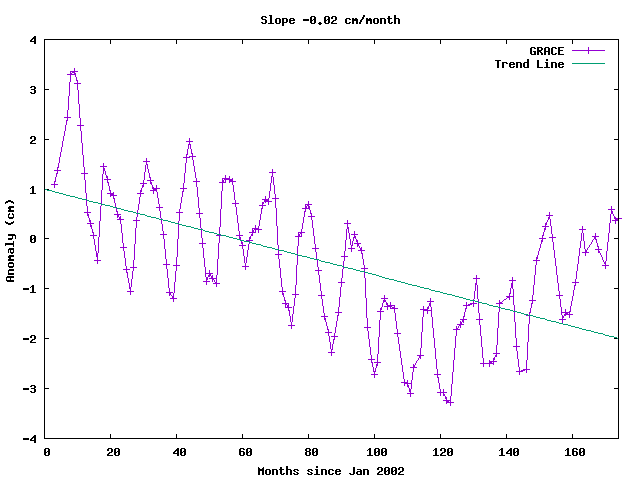 Slope -0.02 cm/month
GRACE
Trend Line
4
3
2
1
0
-1
-2
-3
-4
Anomaly (cm)
0 20 40 60 80 100 120 140 160
Months since Jan 2002